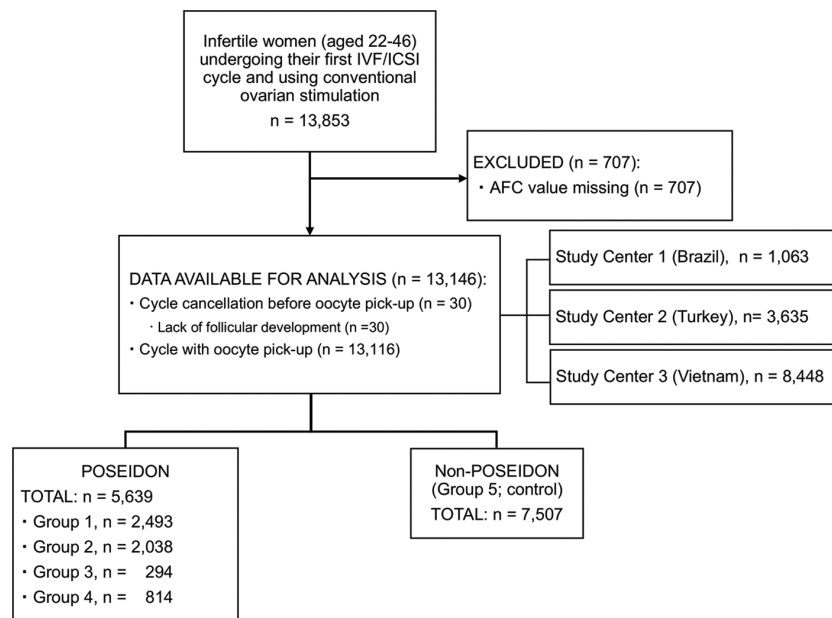 Infertile women (aged 22-46)
undergoing their first IVF/ICSI
cycle and using conventional
ovarian stimulation
n = 13,853
EXCLUDED (n = 707):
・AFC value missing (n = 707)
DATA AVAILABLE FOR ANALYSIS (n = 13,146):
・Cycle cancellation before oocyte pick-up (n = 30)
・Lack of follicular development (n =30)
・Cycle with oocyte pick-up (n = 13,116)
Study Center 1 (Brazil), n = 1,063
Study Center 2 (Turkey), n= 3,635
Study Center 3 (Vietnam), n = 8,448
POSEIDON
TOTAL: n = 5,639
・Group 1, n = 2,493
・Group 2, n = 2,038
・Group 3, n = 294
・Group 4, n = 814
Non-POSEIDON
(Group 5; control)
TOTAL: n = 7,507